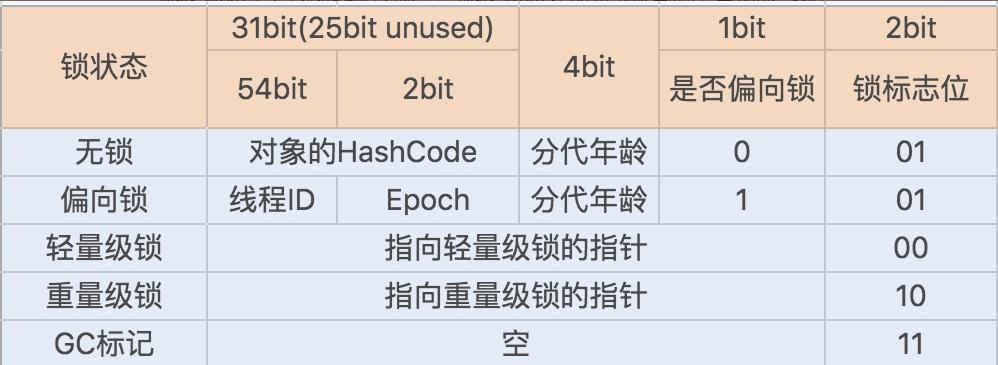 锁状态 31bit(25bit unused) 4bit 1bit 2bit
54bit 2bit 是否偏向锁 锁标志位
无锁 对象的HashCode 分代年龄 0 01
偏向锁 线程ID Epoch 分代年龄 1 01
轻量级锁 指向轻量级锁的指针 00
重量级锁 指向重量级锁的指针 10
GC标记 空 11